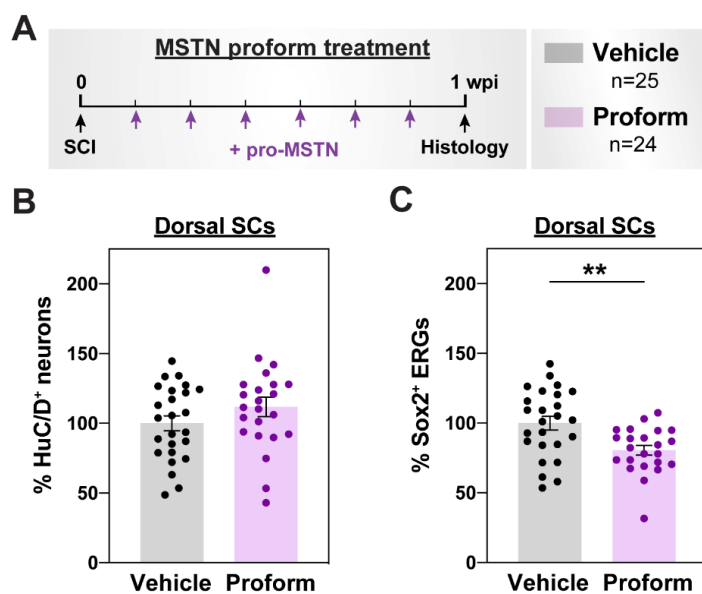 A
MSTN proform treatment
0
1 wpi
SCI
+ pro-MSTN
Histology
Vehicle
n=25
Proform
n=24
B
Dorsal SCs
% HuC/D⁺ neurons
200
150
100
50
0
Vehicle Proform
C
Dorsal SCs
% Sox2⁺ ERGs
**
200
150
100
50
0
Vehicle Proform